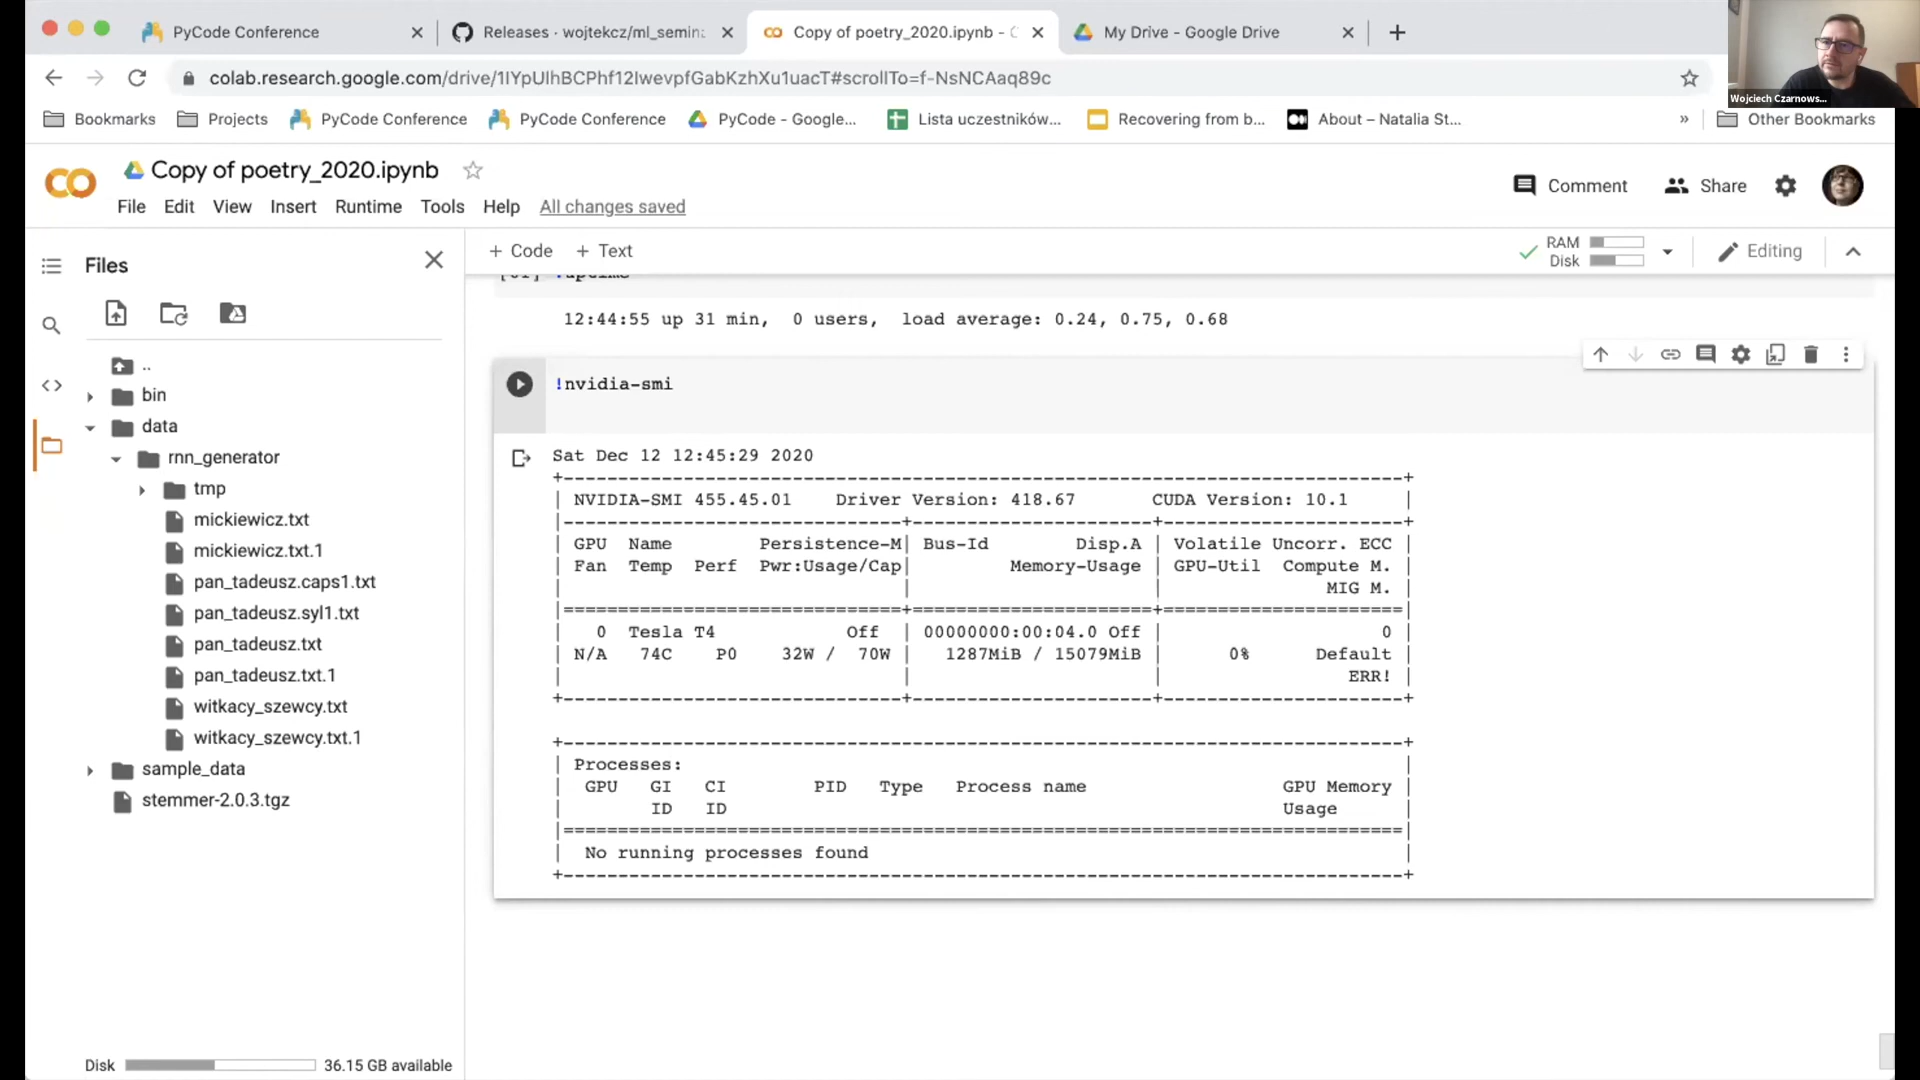 PyCode Conference
Releases · wojtekcz/ml_semina
Copy of poetry_2020.ipynb - C
My Drive - Google Drive
colab.research.google.com/drive/1IYpUIhBCPhf12IwevpfGabKzhXu1uacT#scrollTo=f-NsNCAaq89c
Wojciech Czarnows...
Bookmarks
Projects
PyCode Conference
PyCode Conference
PyCode - Google...
Lista uczestników...
Recovering from b...
About – Natalia St...
»
Other Bookmarks
Copy of poetry_2020.ipynb
Comment
Share
File Edit View Insert Runtime Tools Help All changes saved
Files
+ Code + Text
RAM
Disk
Editing
12:44:55 up 31 min, 0 users, load average: 0.24, 0.75, 0.68
..
bin
data
rnn_generator
tmp
mickiewicz.txt
mickiewicz.txt.1
pan_tadeusz.caps1.txt
pan_tadeusz.syl1.txt
pan_tadeusz.txt
pan_tadeusz.txt.1
witkacy_szewcy.txt
witkacy_szewcy.txt.1
sample_data
stemmer-2.0.3.tgz
Disk 36.15 GB available
!nvidia-smi
Sat Dec 12 12:45:29 2020
NVIDIA-SMI 455.45.01 Driver Version: 418.67 CUDA Version: 10.1
GPU Name Persistence-M| Bus-Id Disp.A | Volatile Uncorr. ECC
Fan Temp Perf Pwr:Usage/Cap| Memory-Usage | GPU-Util Compute M.
MIG M.
0 Tesla T4 Off | 00000000:00:04.0 Off | 0
N/A 74C P0 32W / 70W | 1287MiB / 15079MiB | 0% Default
ERR!
Processes:
GPU GI CI PID Type Process name GPU Memory
ID ID Usage
No running processes found